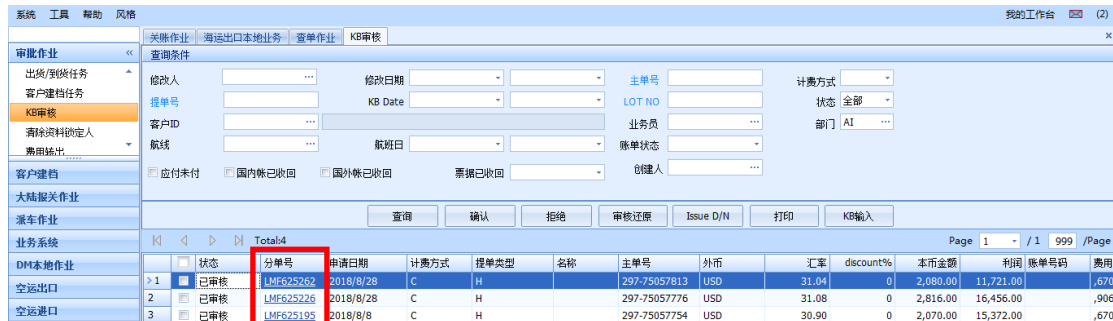 系统 工具 帮助 风格 我的工作台 (2)
关账作业 海运出口本地业务 查单作业 KB审核 ×
审批作业 « 查询条件
出货/到货任务
客户建档任务
KB审核
清除资料锁定人
费用转出
客户建档
大陆报关作业
派车作业
业务系统
DM本地作业
空运出口
空运进口
修改人 ... 修改日期 主单号 计费方式
提单号 KB Date LOT NO 状态 全部
客户ID ... 业务员 ... 部门 AI ...
航线 ... 航班日 账单状态
应付未付 国内帐已收回 国外帐已收回 票据已收回 创建人 ...
查询 确认 拒绝 审核还原 Issue D/N 打印 KB输入
Total:4 Page 1 / 1 999 /Page
状态 分单号 申请日期 计费方式 提单类型 名称 主单号 外币 汇率 discount% 本币金额 利润 账单号码 费用
>1 已审核 LMF625262 2018/8/28 C H 297-75057813 USD 31.04 0 2,080.00 11,721.00 ,670
2 已审核 LMF625226 2018/8/28 C H 297-75057776 USD 31.08 0 2,816.00 16,456.00 ,906
3 已审核 LMF625195 2018/8/8 C H 297-75057754 USD 30.90 0 2,070.00 15,372.00 ,670